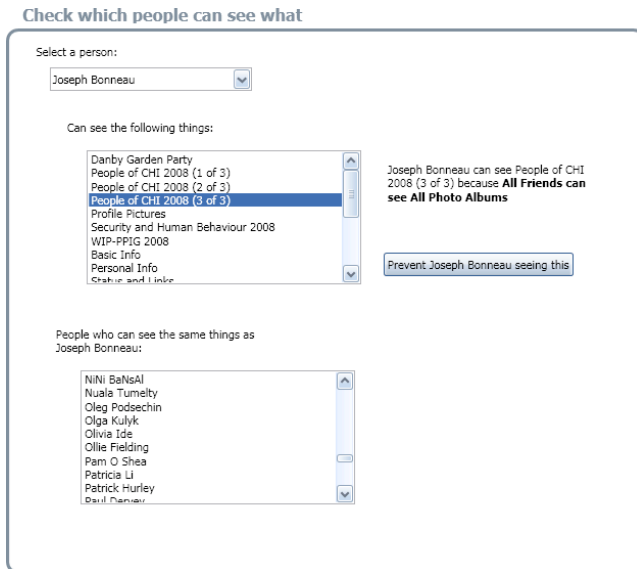 Check which people can see what
Select a person:
Joseph Bonneau
Can see the following things:
Danby Garden Party
People of CHI 2008 (1 of 3)
People of CHI 2008 (2 of 3)
People of CHI 2008 (3 of 3)
Profile Pictures
Security and Human Behaviour 2008
WIP-PPIG 2008
Basic Info
Personal Info
Status and Links
Joseph Bonneau can see People of CHI
2008 (3 of 3) because All Friends can
see All Photo Albums
Prevent Joseph Bonneau seeing this
People who can see the same things as
Joseph Bonneau:
NiNi BaNsAl
Nuala Tumelty
Oleg Podsechin
Olga Kulyk
Olivia Ide
Ollie Fielding
Pam O Shea
Patricia Li
Patrick Hurley
Paul